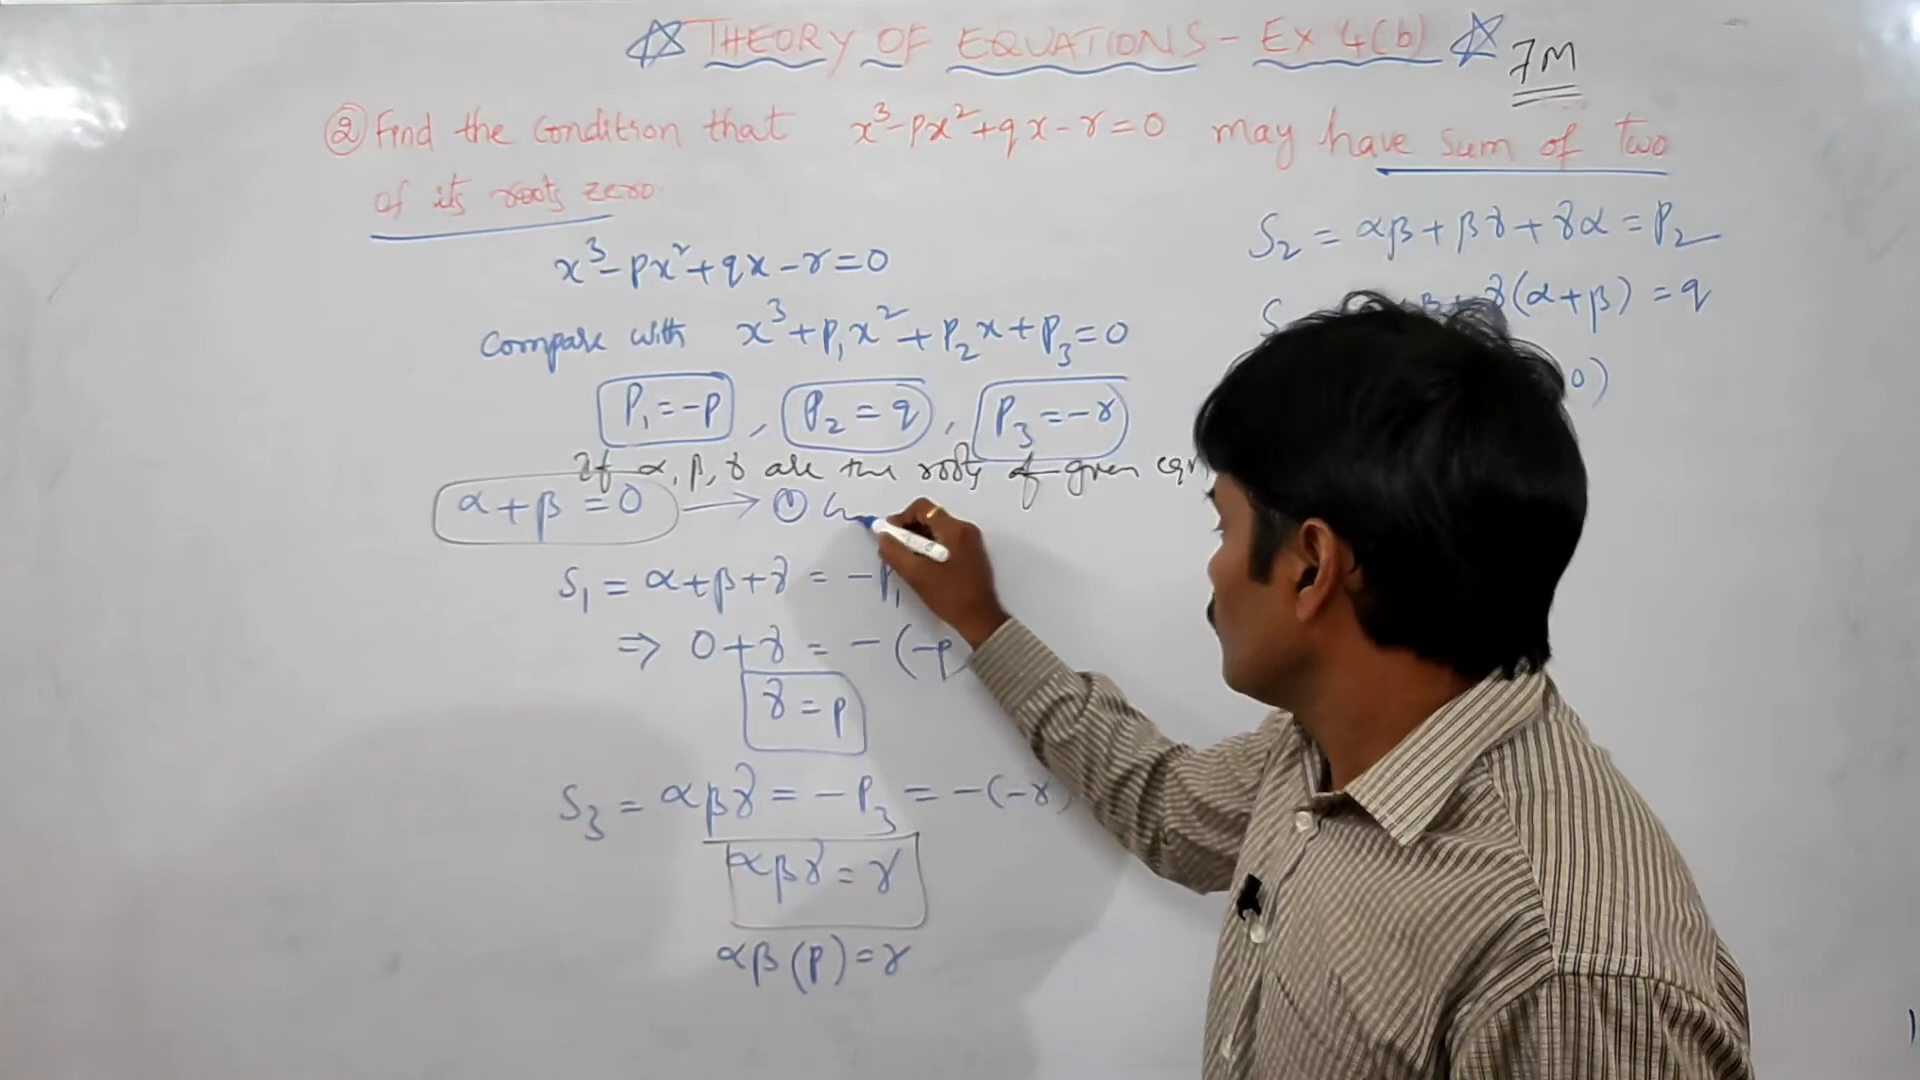 THEORY OF EQUATIONS - EX 4(b)
7M
② Find the condition that x³-px²+qx-r=0 may have sum of two
of its roots zero.
x³-px²+qx-r=0
Compare with x³+P₁x²+P₂x+P₃=0
P₁=-p, P₂=q, P₃=-r
If α,β,γ are the roots of given eqn
α+β=0 → ①
S₁=α+β+γ=-P₁
⇒ 0+γ=-(-p
γ=p
S₃=αβγ=-P₃=-(-r)
αβγ=r
αβ(p)=r
S₂=αβ+βγ+γα=P₂
γ(α+β)=q
0)